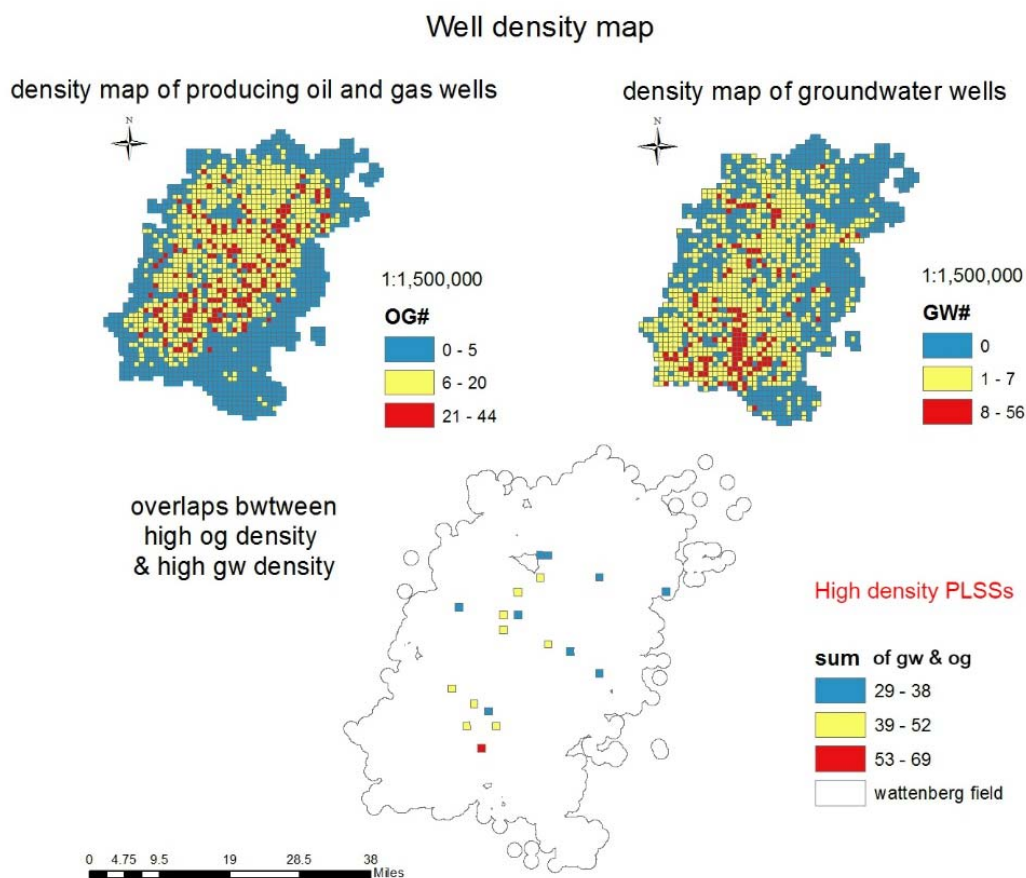 Well density map
density map of producing oil and gas wells
N
1:1,500,000
OG#
0 - 5
6 - 20
21 - 44
density map of groundwater wells
N
1:1,500,000
GW#
0
1 - 7
8 - 56
overlaps bwtween
high og density
& high gw density
High density PLSSs
sum of gw & og
29 - 38
39 - 52
53 - 69
wattenberg field
0 4.75 9.5 19 28.5 38
Miles